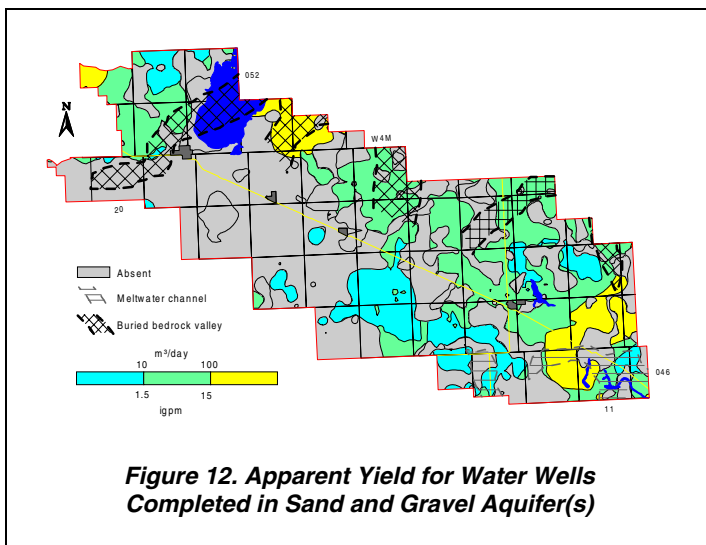 052
N
W4M
20
Absent
Meltwater channel
Buried bedrock valley
m³/day
10 100
1.5 15
igpm
046
11
Figure 12. Apparent Yield for Water Wells
Completed in Sand and Gravel Aquifer(s)